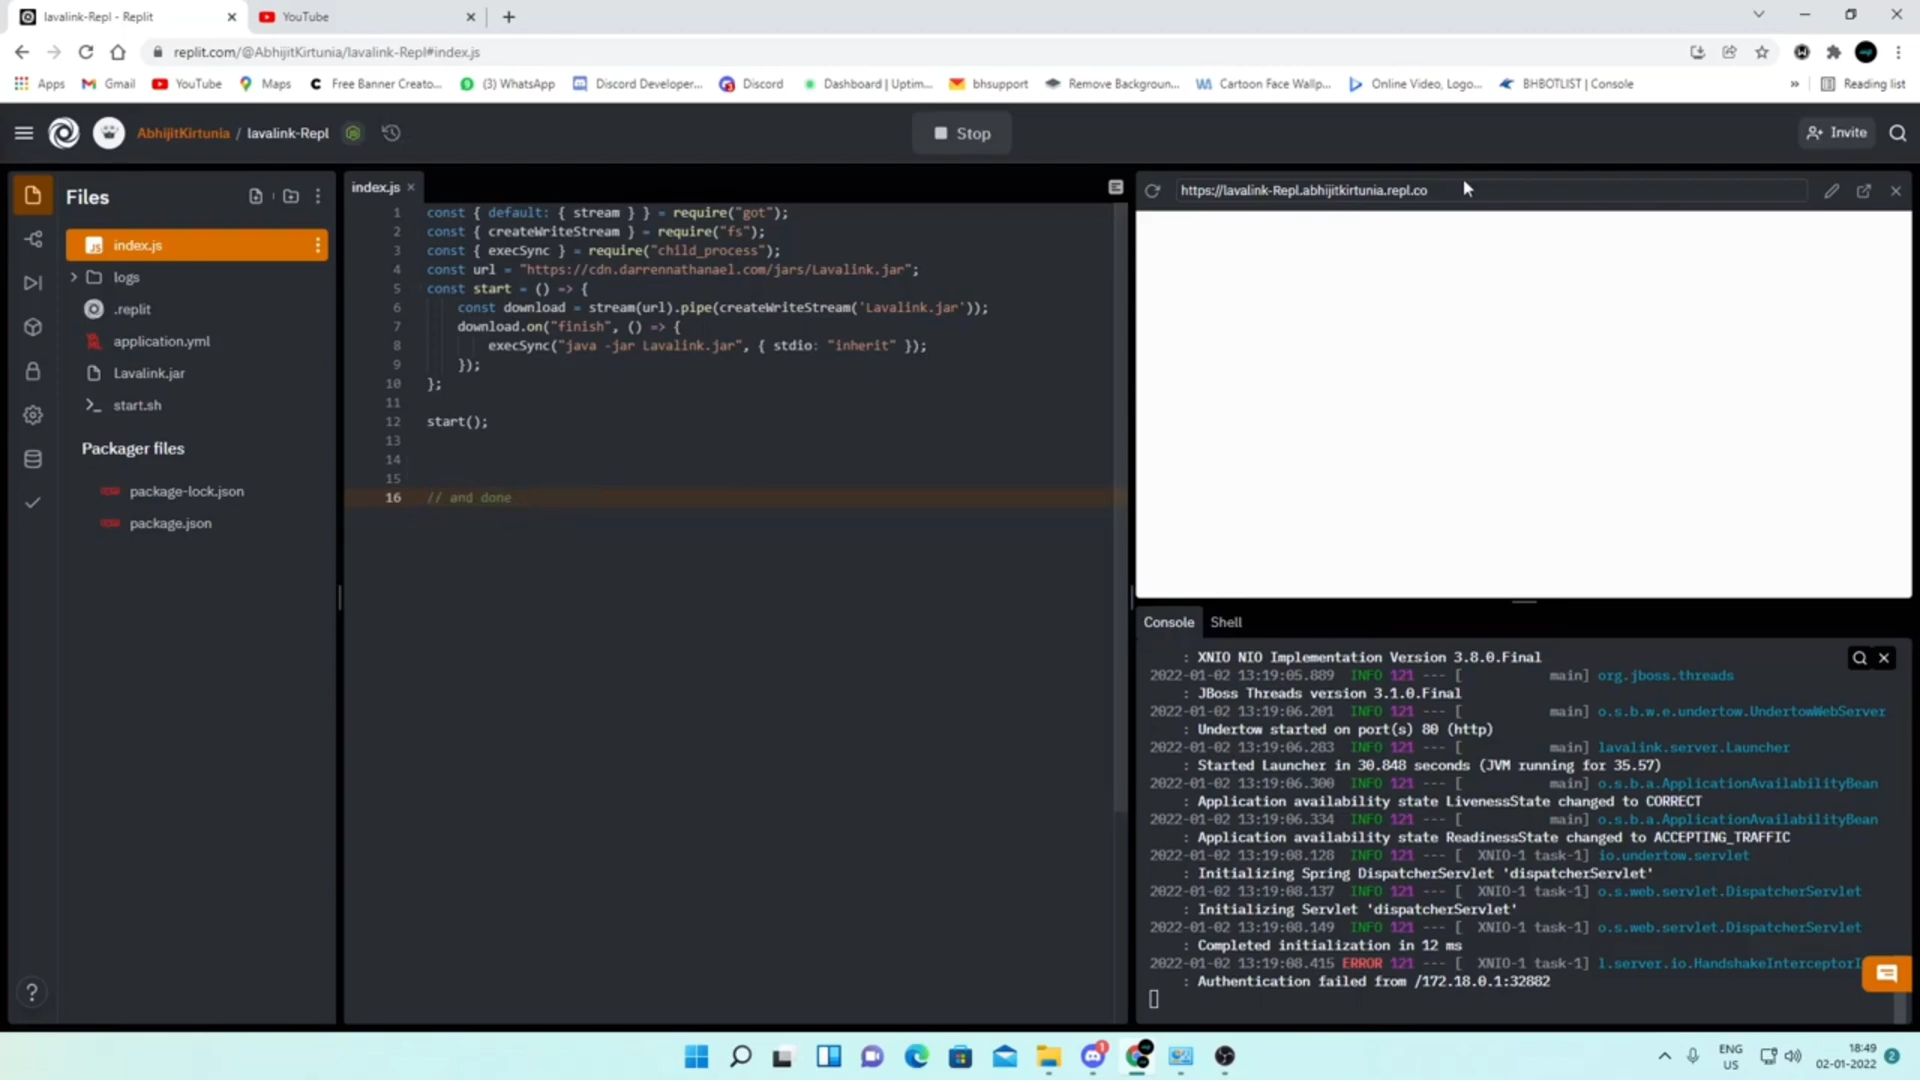 lavalink-Repl - Replit
YouTube
replit.com/@AbhijitKirtunia/lavalink-Repl#index.js
Apps
Gmail
YouTube
Maps
Free Banner Creato...
(3) WhatsApp
Discord Developer...
Discord
Dashboard | Uptim...
bhsupport
Remove Backgroun...
Cartoon Face Wallp...
Online Video, Logo...
BHBOTLIST | Console
»
Reading list
AbhijitKirtunia / lavalink-Repl
Stop
Invite
Files
index.js
logs
.replit
application.yml
Lavalink.jar
start.sh
Packager files
package-lock.json
package.json
index.js
1 const { default: { stream } } = require("got");
2 const { createWriteStream } = require("fs");
3 const { execSync } = require("child_process");
4 const url = "https://cdn.darrennathanael.com/jars/Lavalink.jar";
5 const start = () => {
6 const download = stream(url).pipe(createWriteStream('Lavalink.jar'));
7 download.on("finish", () => {
8 execSync("java -jar Lavalink.jar", { stdio: "inherit" });
9 });
10 };
11
12 start();
13
14
15
16 // and done
https://lavalink-Repl.abhijitkirtunia.repl.co
Console
Shell
: XNIO NIO Implementation Version 3.8.0.Final
2022-01-02 13:19:05.889 INFO 121 --- [ main] org.jboss.threads
: JBoss Threads version 3.1.0.Final
2022-01-02 13:19:06.201 INFO 121 --- [ main] o.s.b.w.e.undertow.UndertowWebServer
: Undertow started on port(s) 80 (http)
2022-01-02 13:19:06.283 INFO 121 --- [ main] lavalink.server.Launcher
: Started Launcher in 30.848 seconds (JVM running for 35.57)
2022-01-02 13:19:06.300 INFO 121 --- [ main] o.s.b.a.ApplicationAvailabilityBean
: Application availability state LivenessState changed to CORRECT
2022-01-02 13:19:06.334 INFO 121 --- [ main] o.s.b.a.ApplicationAvailabilityBean
: Application availability state ReadinessState changed to ACCEPTING_TRAFFIC
2022-01-02 13:19:08.128 INFO 121 --- [ XNIO-1 task-1] io.undertow.servlet
: Initializing Spring DispatcherServlet 'dispatcherServlet'
2022-01-02 13:19:08.137 INFO 121 --- [ XNIO-1 task-1] o.s.web.servlet.DispatcherServlet
: Initializing Servlet 'dispatcherServlet'
2022-01-02 13:19:08.149 INFO 121 --- [ XNIO-1 task-1] o.s.web.servlet.DispatcherServlet
: Completed initialization in 12 ms
2022-01-02 13:19:08.415 ERROR 121 --- [ XNIO-1 task-1] l.server.io.HandshakeInterceptorI
: Authentication failed from /172.18.0.1:32882
?
ENG
US
18:49
02-01-2022
2
1